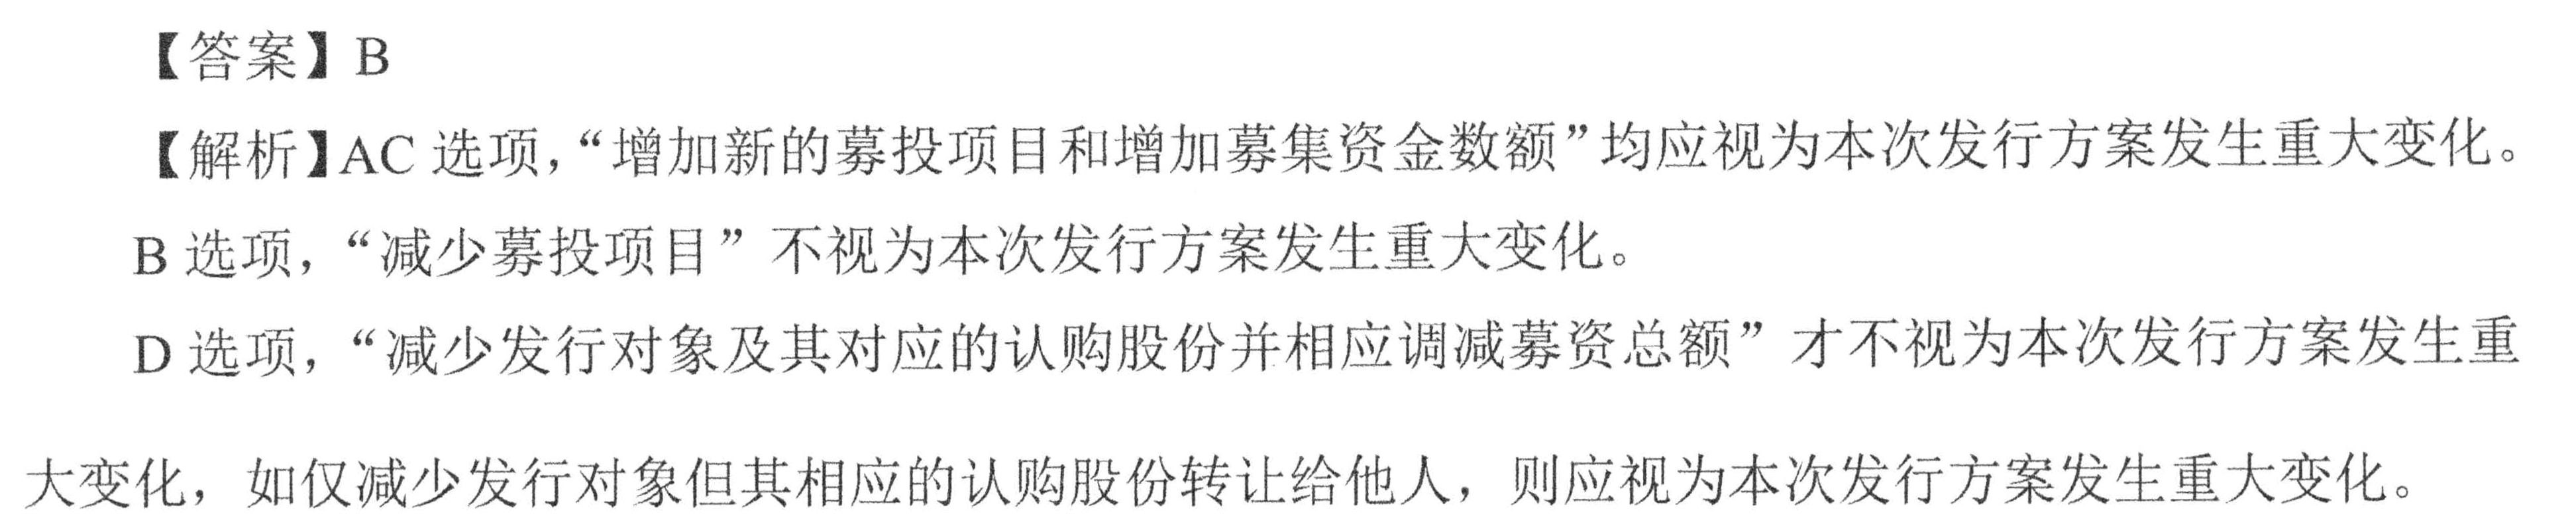 【答案】B
【解析】AC 选项，“增加新的募投项目和增加募集资金数额”均应视为本次发行方案发生重大变化。
B 选项，“减少募投项目”不视为本次发行方案发生重大变化。
D 选项，“减少发行对象及其对应的认购股份并相应调减募资总额”才不视为本次发行方案发生重
大变化，如仅减少发行对象但其相应的认购股份转让给他人，则应视为本次发行方案发生重大变化。